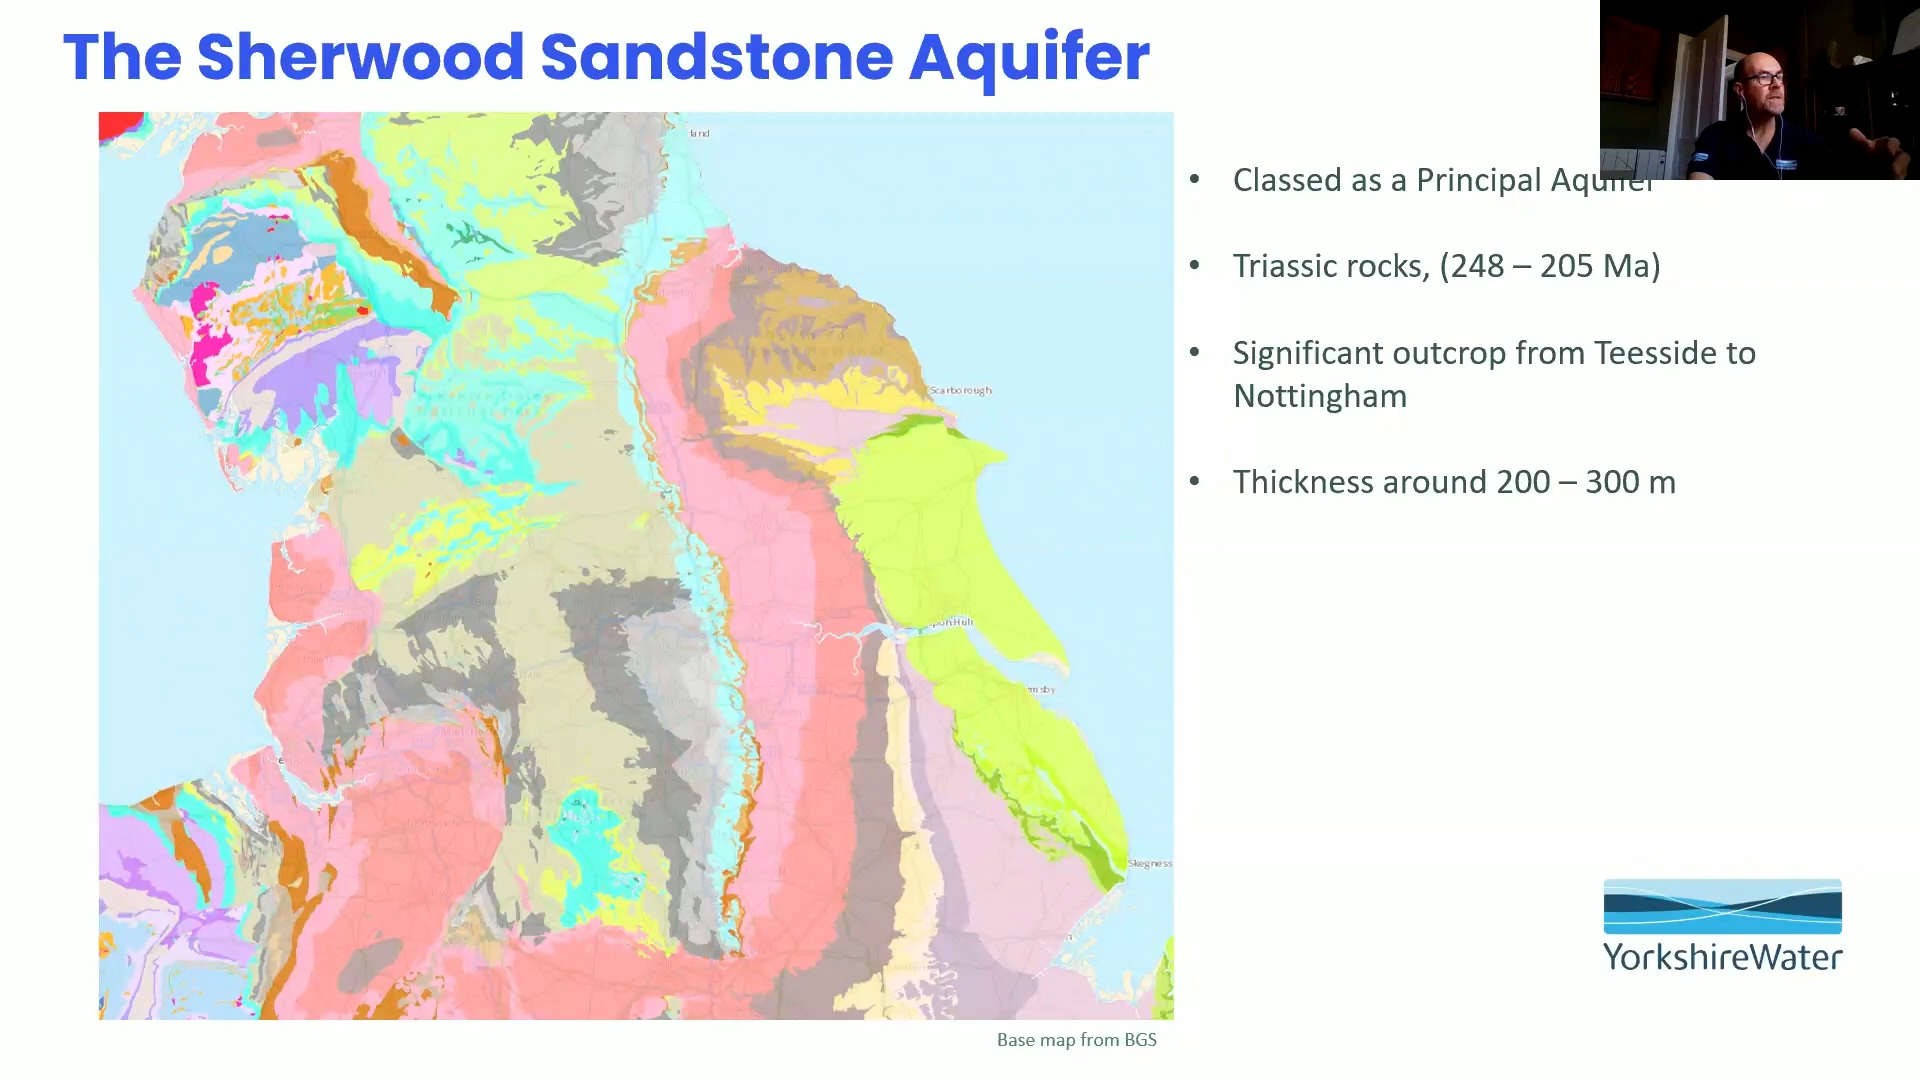 The Sherwood Sandstone Aquifer
land
• Classed as a Principal Aquifer
• Triassic rocks, (248 – 205 Ma)
• Significant outcrop from Teesside to
Nottingham
Scarborough
• Thickness around 200 – 300 m
Skegness
YorkshireWater
Base map from BGS